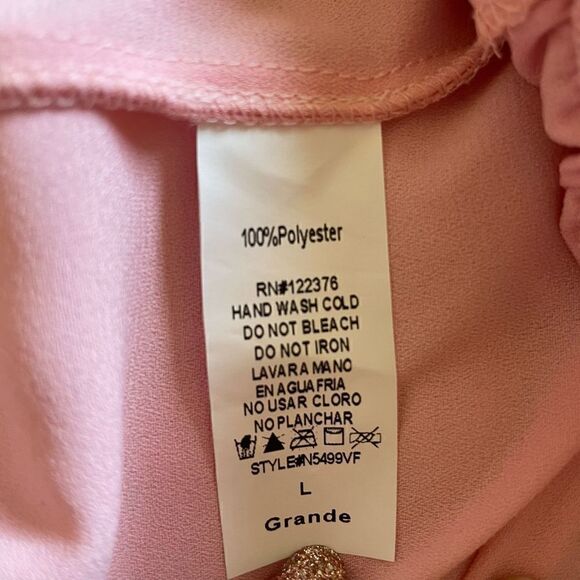 100%Polyester
RN#122376
HAND WASH COLD
DO NOT BLEACH
DO NOT IRON
LAVAR A MANO
EN AGUA FRIA
NO USAR CLORO
NO PLANCHAR
STYLE#N5499VF
L
Grande